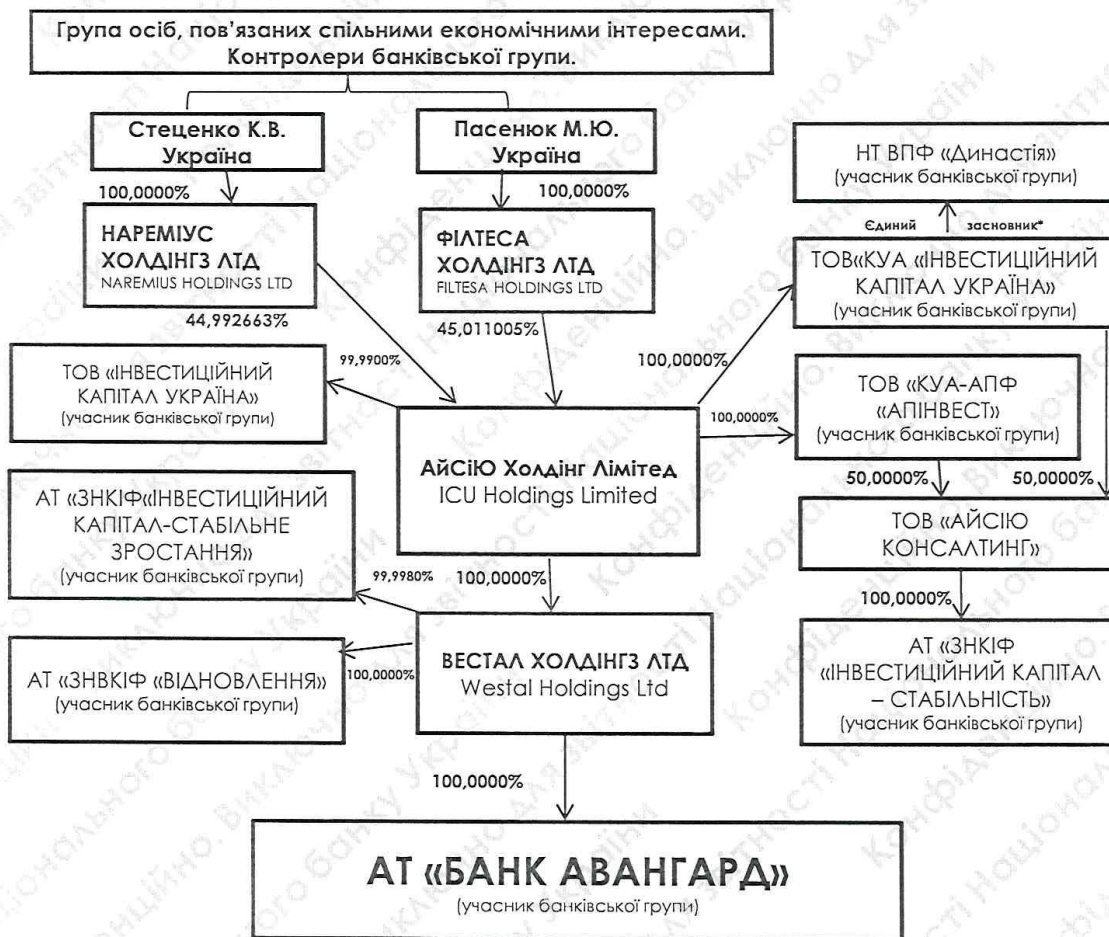 Група осіб, пов'язаних спільними економічними інтересами.
Контролери банківської групи.
Стеценко К.В.
Україна
Пасенюк М.Ю.
Україна
100,0000%
100,0000%
НАРЕМІУС
ХОЛДІНГЗ ЛТД
NAREMIUS HOLDINGS LTD
ФІЛТЕСА
ХОЛДІНГЗ ЛТД
FILTESA HOLDINGS LTD
44,992663%
45,011005%
НТ ВПФ «Династія»
(учасник банківської групи)
Єдиний засновник*
ТОВ«КУА «ІНВЕСТИЦІЙНИЙ
КАПІТАЛ УКРАЇНА»
(учасник банківської групи)
99,9900%
100,0000%
ТОВ «ІНВЕСТИЦІЙНИЙ
КАПІТАЛ УКРАЇНА»
(учасник банківської групи)
100,0000%
ТОВ «КУА-АПФ
«АПІНВЕСТ»
(учасник банківської групи)
АйСіЮ Холдінг Лімітед
ICU Holdings Limited
50,0000%
50,0000%
АТ «ЗНКІФ«ІНВЕСТИЦІЙНИЙ
КАПІТАЛ-СТАБІЛЬНЕ
ЗРОСТАННЯ»
(учасник банківської групи)
ТОВ «АЙСІЮ
КОНСАЛТИНГ»
99,9980%
100,0000%
100,0000%
ВЕСТАЛ ХОЛДІНГЗ ЛТД
Westal Holdings Ltd
АТ «ЗНВКІФ «ВІДНОВЛЕННЯ»
(учасник банківської групи)
100,0000%
АТ «ЗНКІФ
«ІНВЕСТИЦІЙНИЙ КАПІТАЛ
– СТАБІЛЬНІСТЬ»
(учасник банківської групи)
100,0000%
АТ «БАНК АВАНГАРД»
(учасник банківської групи)